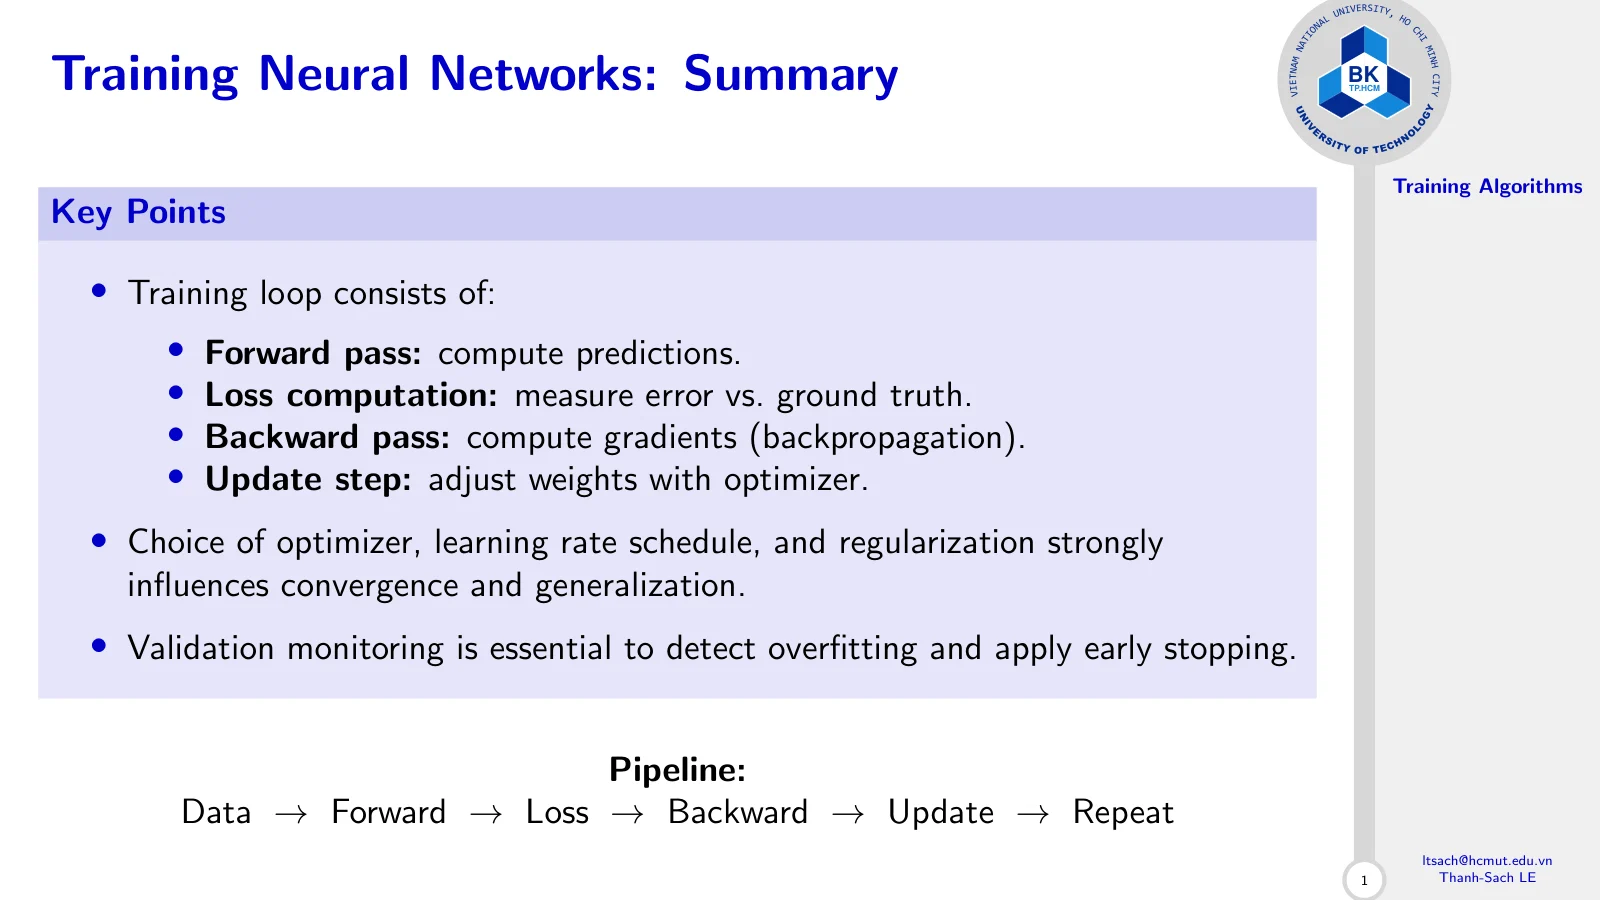 Training Neural Networks: Summary
VIETNAM NATIONAL UNIVERSITY, HO CHI MINH CITY
BK
TP.HCM
UNIVERSITY OF TECHNOLOGY
Training Algorithms
Key Points
• Training loop consists of:
• Forward pass: compute predictions.
• Loss computation: measure error vs. ground truth.
• Backward pass: compute gradients (backpropagation).
• Update step: adjust weights with optimizer.
• Choice of optimizer, learning rate schedule, and regularization strongly
influences convergence and generalization.
• Validation monitoring is essential to detect overfitting and apply early stopping.
Pipeline:
Data → Forward → Loss → Backward → Update → Repeat
ltsach@hcmut.edu.vn
Thanh-Sach LE
1